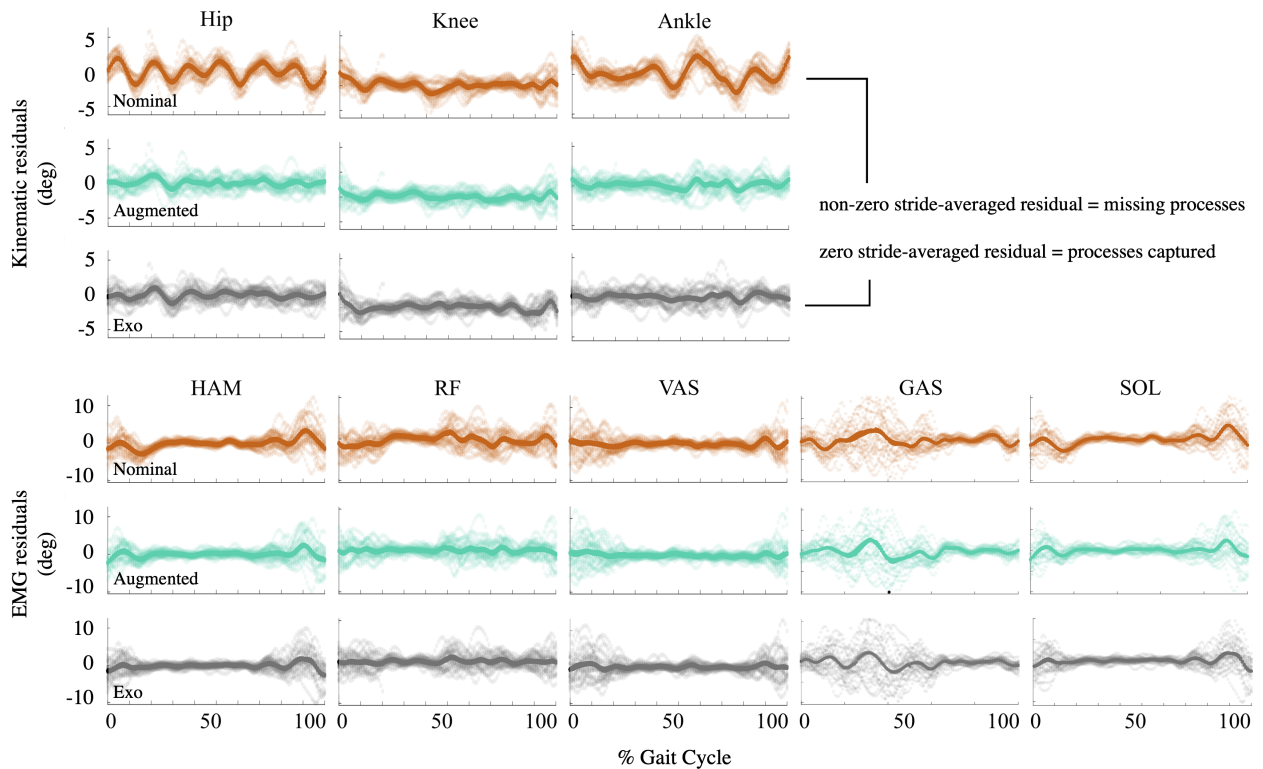 Hip Knee Ankle
Kinematic residuals
(deg)
5
0
-5
Nominal
5
0
-5
Augmented
5
0
-5
Exo
non-zero stride-averaged residual = missing processes
zero stride-averaged residual = processes captured
HAM RF VAS GAS SOL
EMG residuals
(deg)
10
0
-10
Nominal
10
0
-10
Augmented
10
0
-10
Exo
0 50 100 0 50 100 0 50 100 0 50 100 0 50 100
% Gait Cycle